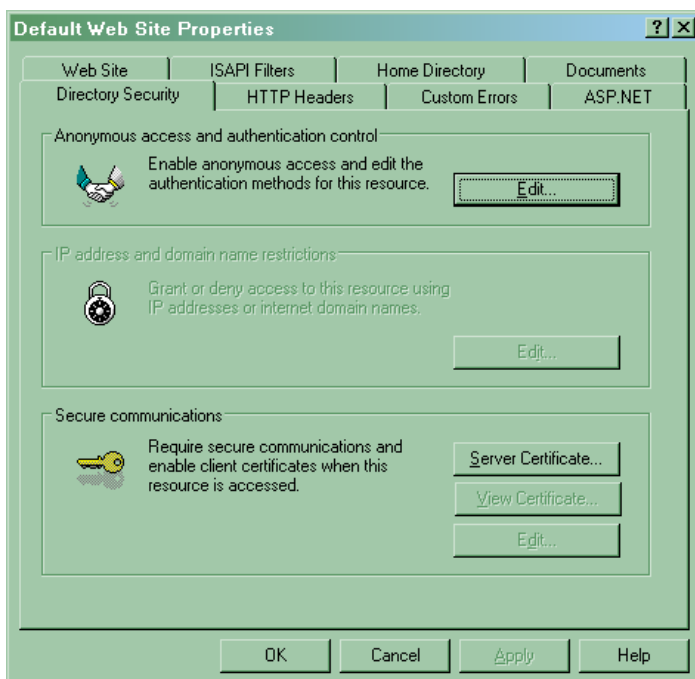 Default Web Site Properties
? X
Web Site ISAPI Filters Home Directory Documents
Directory Security HTTP Headers Custom Errors ASP.NET
Anonymous access and authentication control
Enable anonymous access and edit the
authentication methods for this resource.
Edit...
IP address and domain name restrictions
Grant or deny access to this resource using
IP addresses or internet domain names.
Edit...
Secure communications
Require secure communications and
enable client certificates when this
resource is accessed.
Server Certificate...
View Certificate...
Edit...
OK Cancel Apply Help